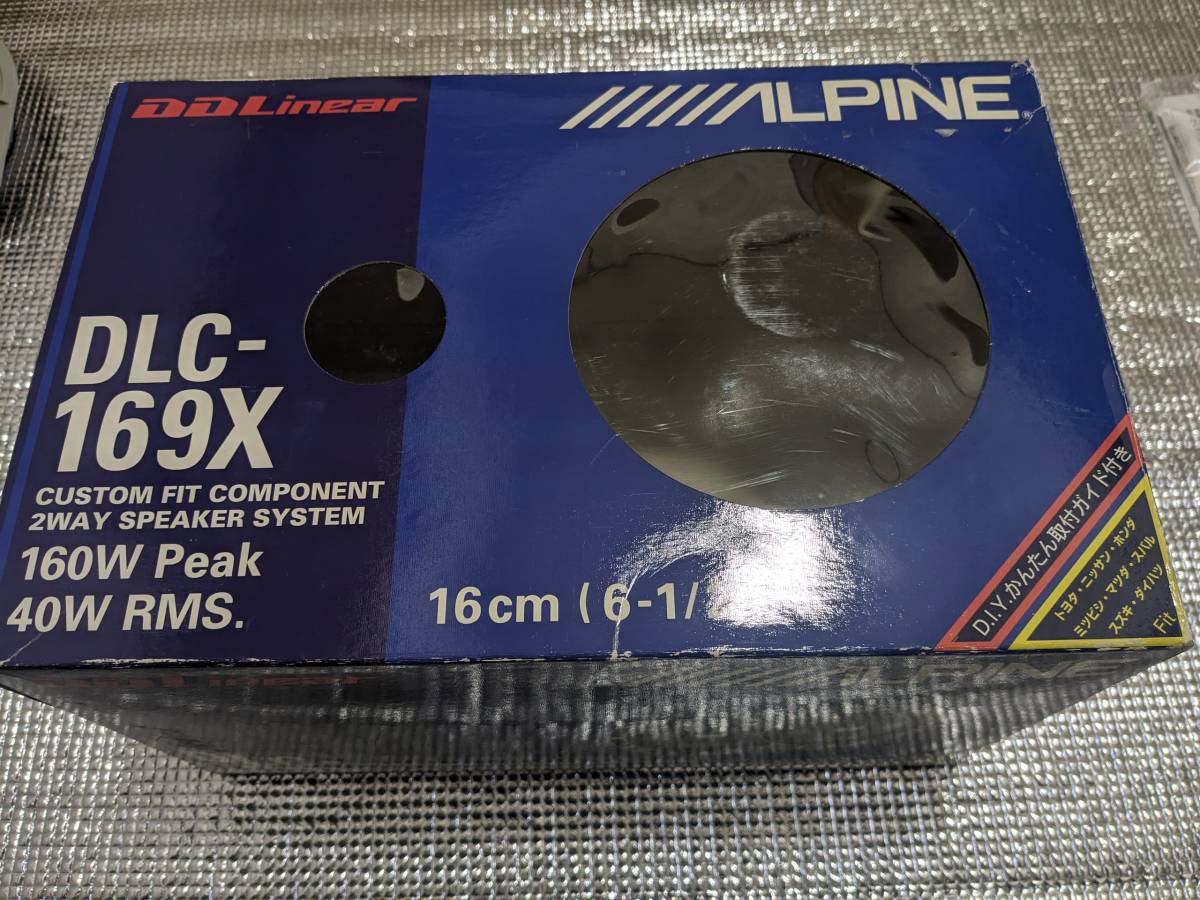 DDLinear
ALPINE®
DLC-
169X
CUSTOM FIT COMPONENT
2WAY SPEAKER SYSTEM
160W Peak
40W RMS.
16cm (6-1/
D.I.Y.かんたん取付ガイド付き
トヨタ・ニッサン・ホンダ
ミツビシ・マツダ・スバル
スズキ・ダイハツ
Fit
DDLinear
ALPINE